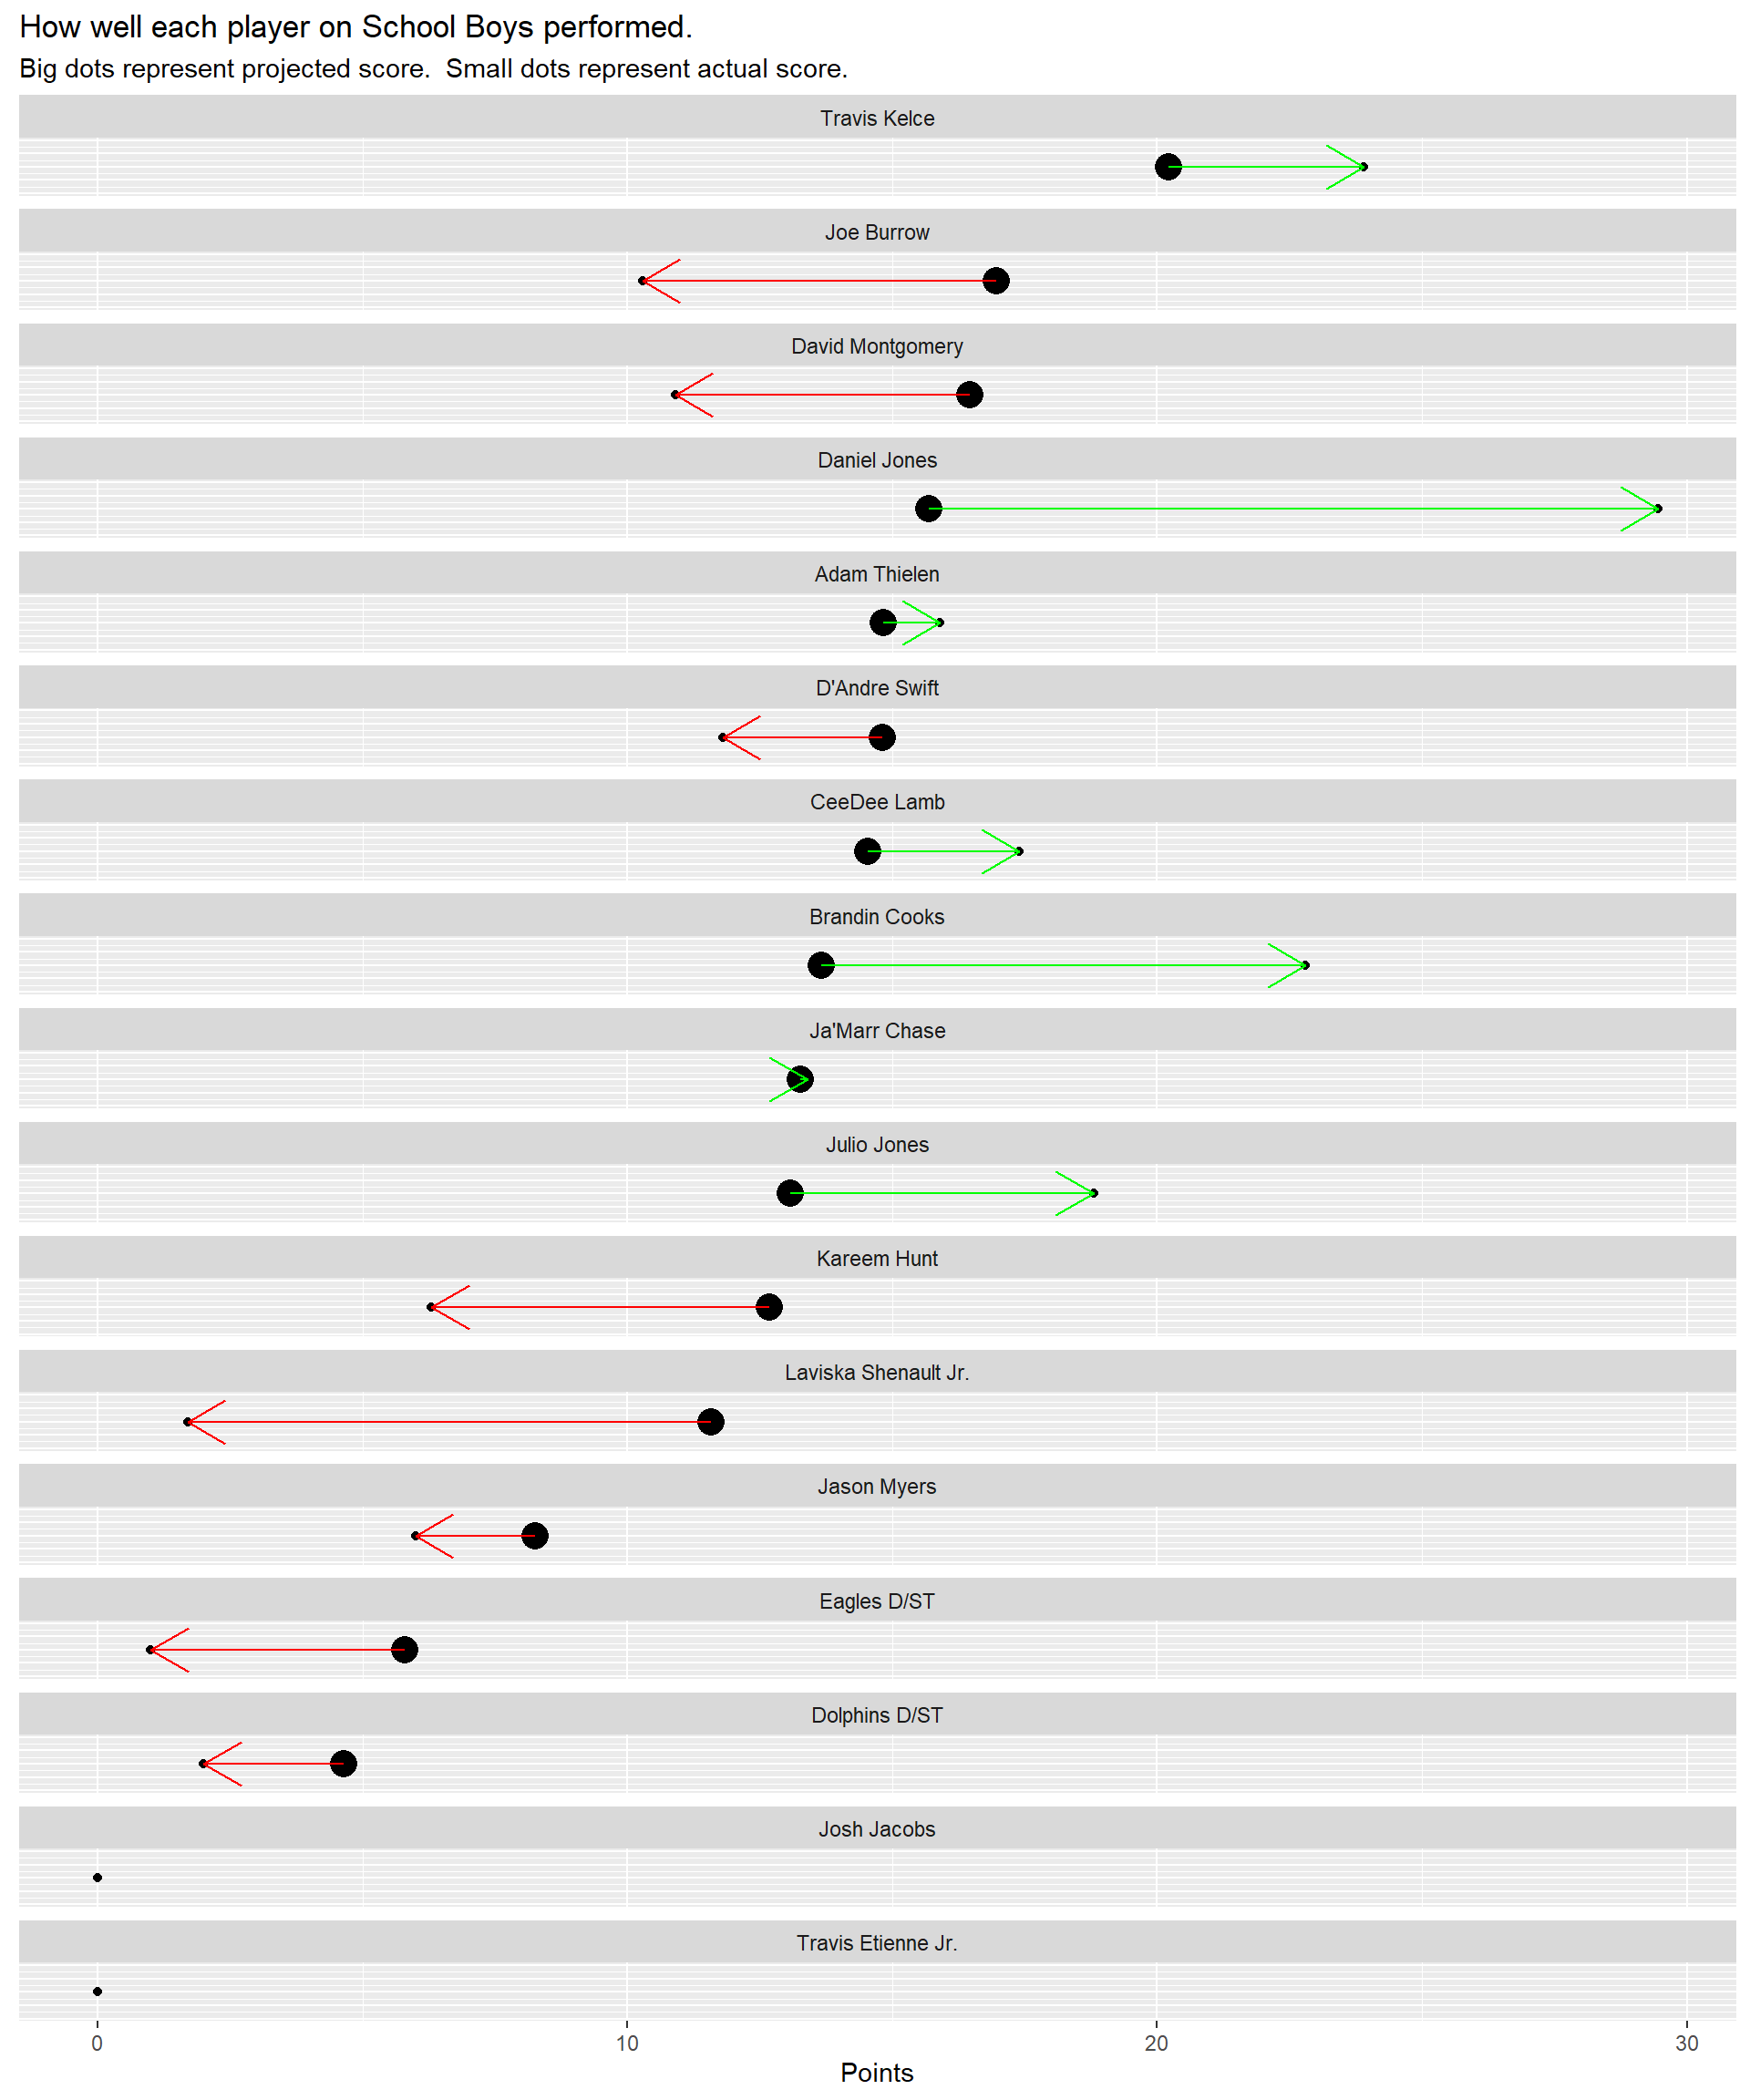 How well each player on School Boys performed.
Big dots represent projected score.  Small dots represent actual score.
Travis Kelce
Joe Burrow
David Montgomery
Daniel Jones
Adam Thielen
D'Andre Swift
CeeDee Lamb
Brandin Cooks
Ja'Marr Chase
Julio Jones
Kareem Hunt
Laviska Shenault Jr.
Jason Myers
Eagles D/ST
Dolphins D/ST
Josh Jacobs
Travis Etienne Jr.
0 10 20 30
Points